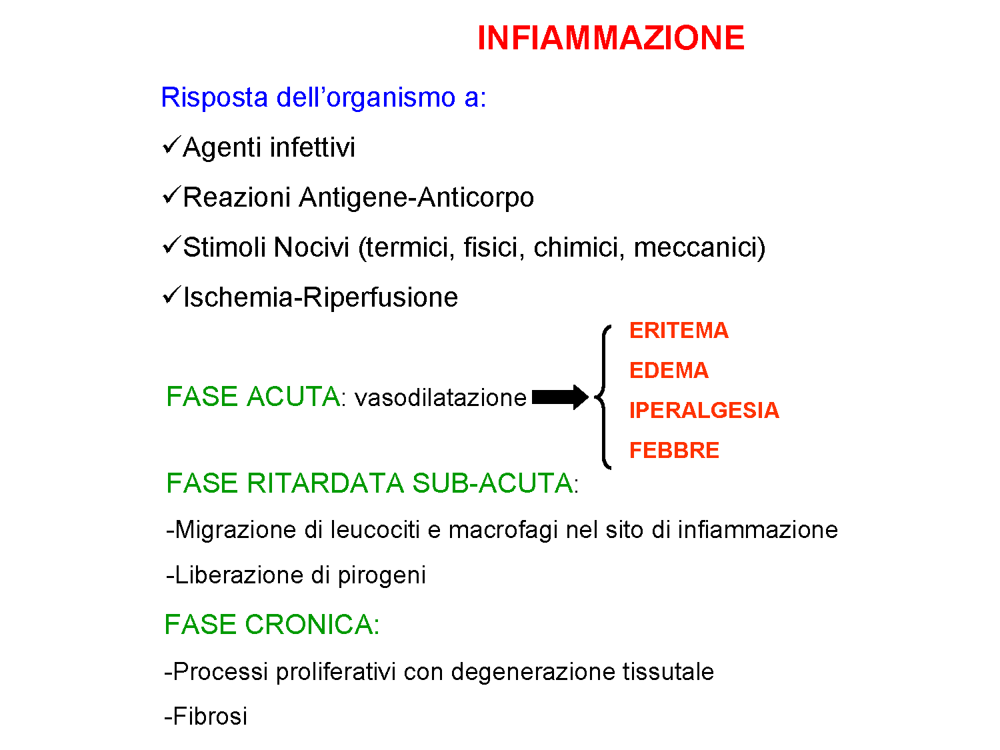 INFIAMMAZIONE
Risposta dell’organismo a:
✓Agenti infettivi
✓Reazioni Antigene-Anticorpo
✓Stimoli Nocivi (termici, fisici, chimici, meccanici)
✓Ischemia-Riperfusione
ERITEMA
EDEMA
FASE ACUTA: vasodilatazione
IPERALGESIA
FEBBRE
FASE RITARDATA SUB-ACUTA:
-Migrazione di leucociti e macrofagi nel sito di infiammazione
-Liberazione di pirogeni
FASE CRONICA:
-Processi proliferativi con degenerazione tissutale
-Fibrosi